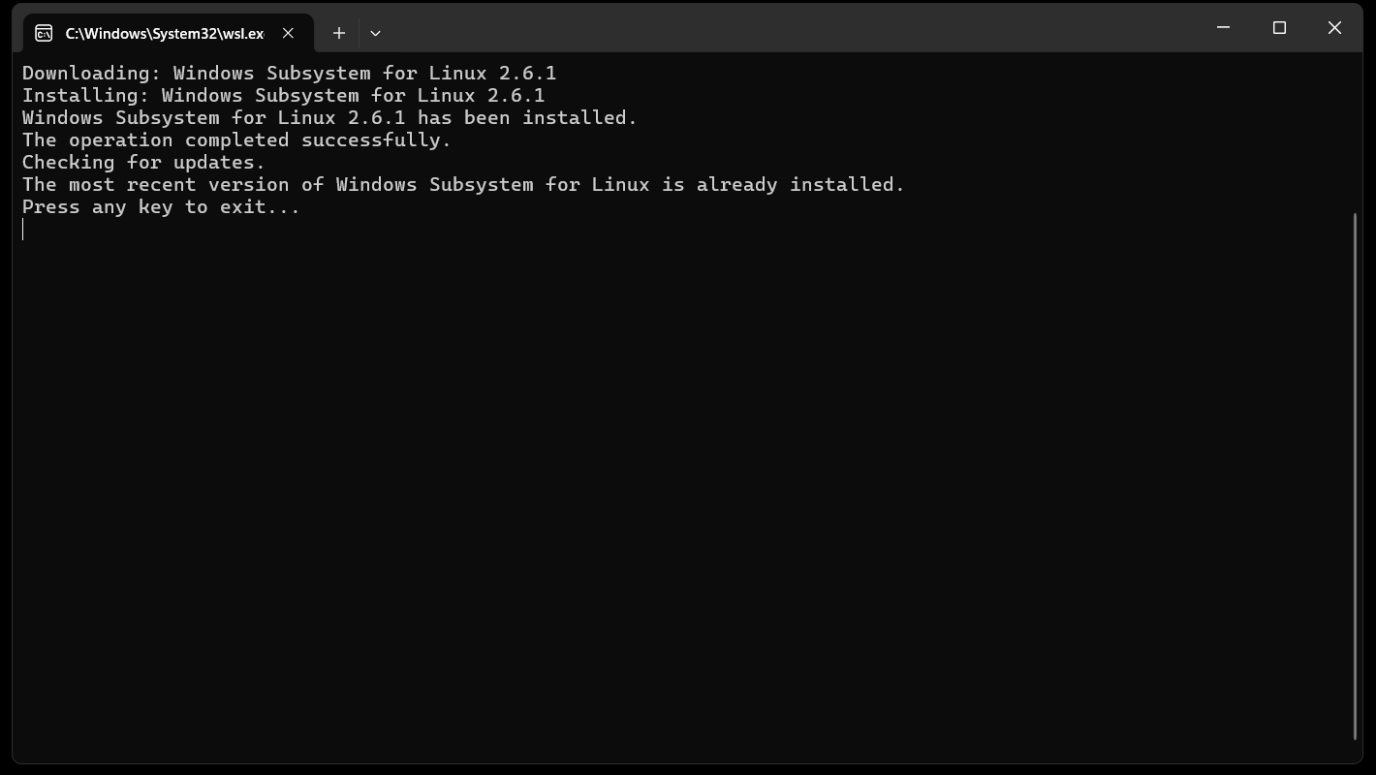 C:\Windows\System32\wsl.ex
Downloading: Windows Subsystem for Linux 2.6.1
Installing: Windows Subsystem for Linux 2.6.1
Windows Subsystem for Linux 2.6.1 has been installed.
The operation completed successfully.
Checking for updates.
The most recent version of Windows Subsystem for Linux is already installed.
Press any key to exit...